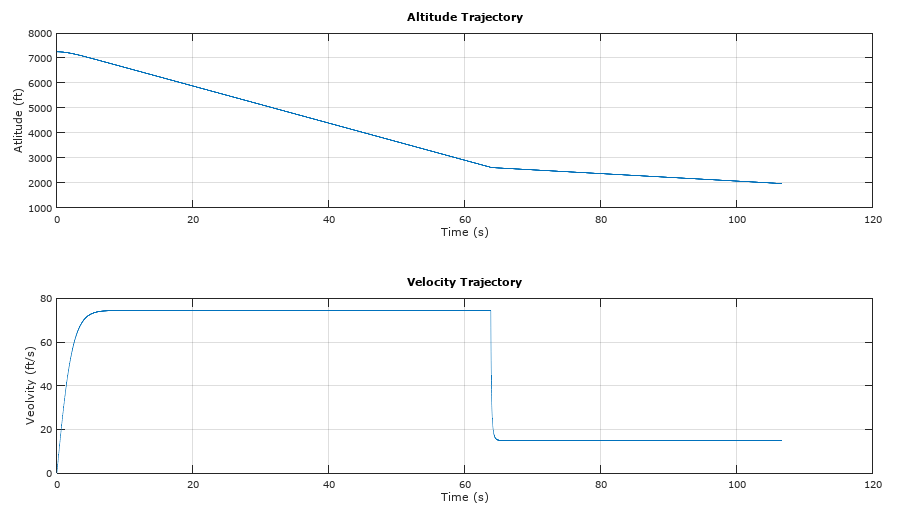 Altitude Trajectory
8000
7000
6000
5000
4000
3000
2000
1000
Atlitude (ft)
0 20 40 60 80 100 120
Time (s)
Velocity Trajectory
80
60
40
20
0
Veolvity (ft/s)
0 20 40 60 80 100 120
Time (s)